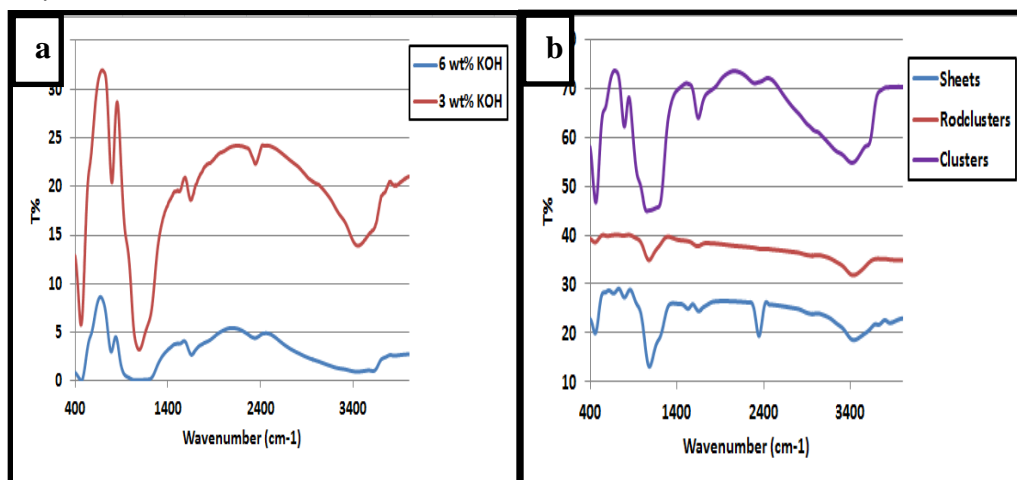 a
6 wt% KOH
3 wt% KOH
30
25
20
15
10
5
0
T%
400 1400 2400 3400
Wavenumber (cm-1)
b
Sheets
Rodclusters
Clusters
70
60
50
40
30
20
10
T%
400 1400 2400 3400
Wavenumber (cm-1)